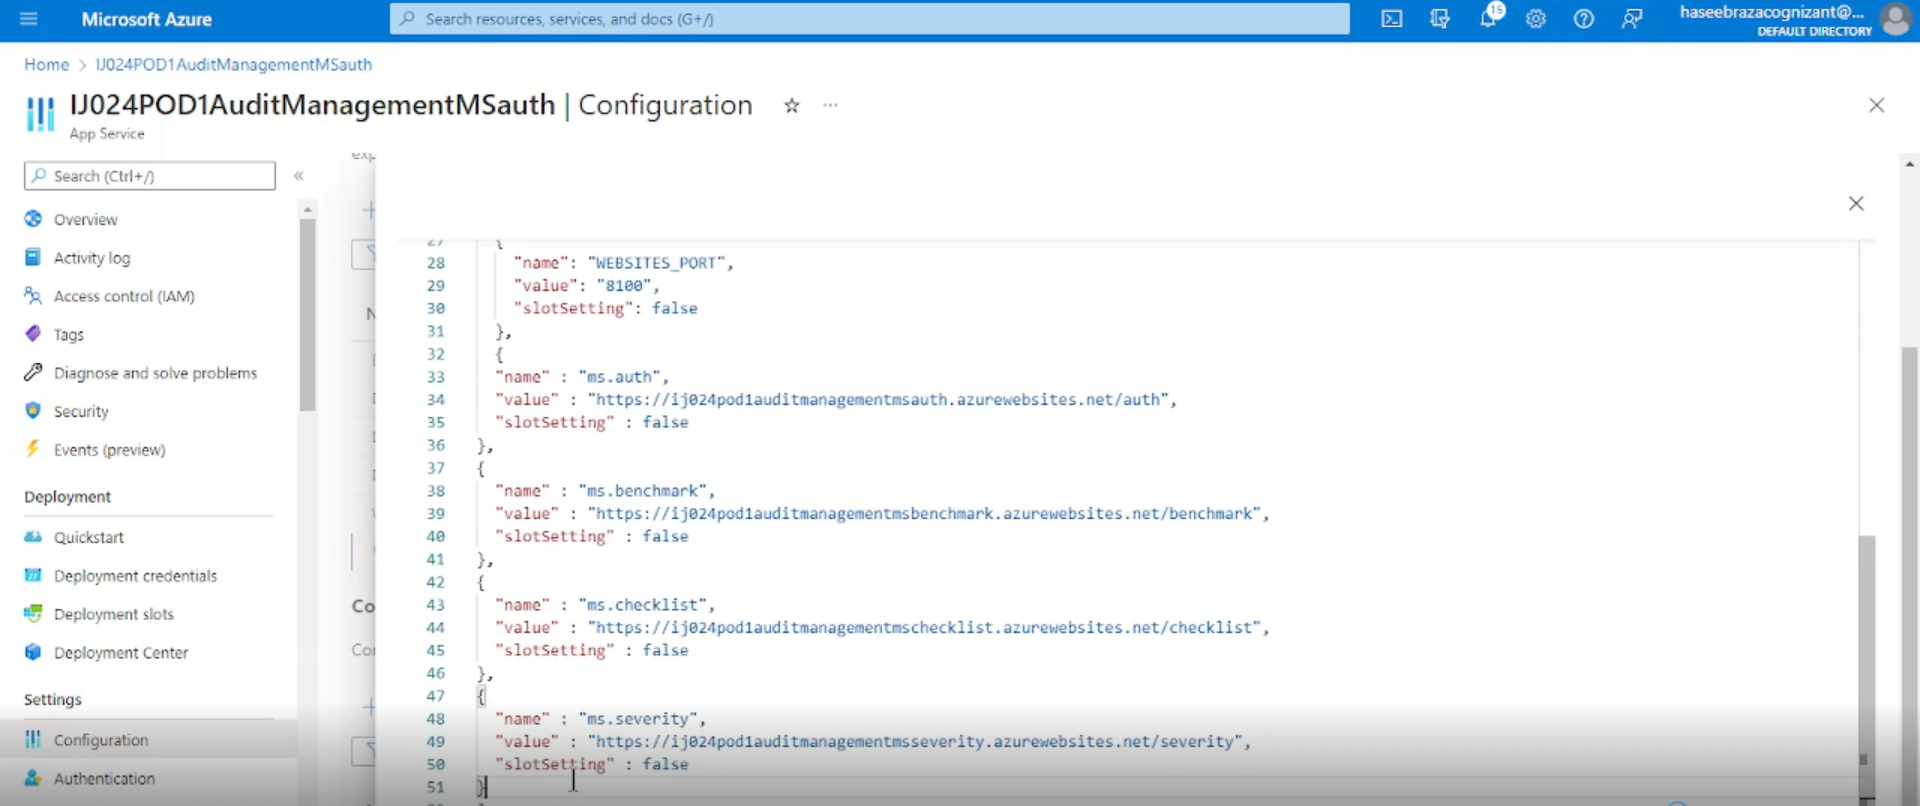 Microsoft Azure
Search resources, services, and docs (G+/)
15
haseebrazacognizant@...
DEFAULT DIRECTORY
Home > IJ024POD1AuditManagementMSauth
IJ024POD1AuditManagementMSauth | Configuration
App Service
Search (Ctrl+/)
Overview
Activity log
Access control (IAM)
Tags
Diagnose and solve problems
Security
Events (preview)
Deployment
Quickstart
Deployment credentials
Deployment slots
Deployment Center
Settings
Configuration
Authentication
Co
27 {
28 "name": "WEBSITES_PORT",
29 "value": "8100",
30 "slotSetting": false
31 },
32 {
33 "name" : "ms.auth",
34 "value" : "https://ij024pod1auditmanagementmsauth.azurewebsites.net/auth",
35 "slotSetting" : false
36 },
37 {
38 "name" : "ms.benchmark",
39 "value" : "https://ij024pod1auditmanagementmsbenchmark.azurewebsites.net/benchmark",
40 "slotSetting" : false
41 },
42 {
43 "name" : "ms.checklist",
44 "value" : "https://ij024pod1auditmanagementmschecklist.azurewebsites.net/checklist",
45 "slotSetting" : false
46 },
47 {
48 "name" : "ms.severity",
49 "value" : "https://ij024pod1auditmanagementmsseverity.azurewebsites.net/severity",
50 "slotSetting" : false
51 }